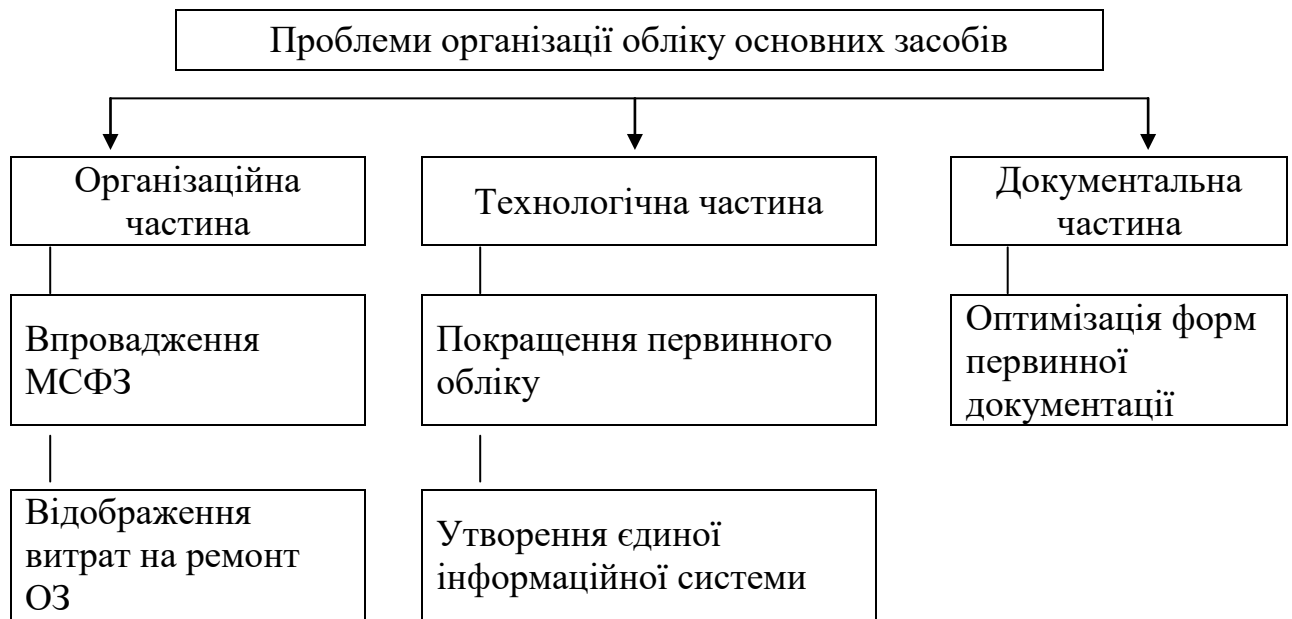 Проблеми організації обліку основних засобів
Організаційна
частина
Технологічна частина
Документальна
частина
Впровадження
МСФЗ
Покращення первинного
обліку
Оптимізація форм
первинної
документації
Відображення
витрат на ремонт
ОЗ
Утворення єдиної
інформаційної системи